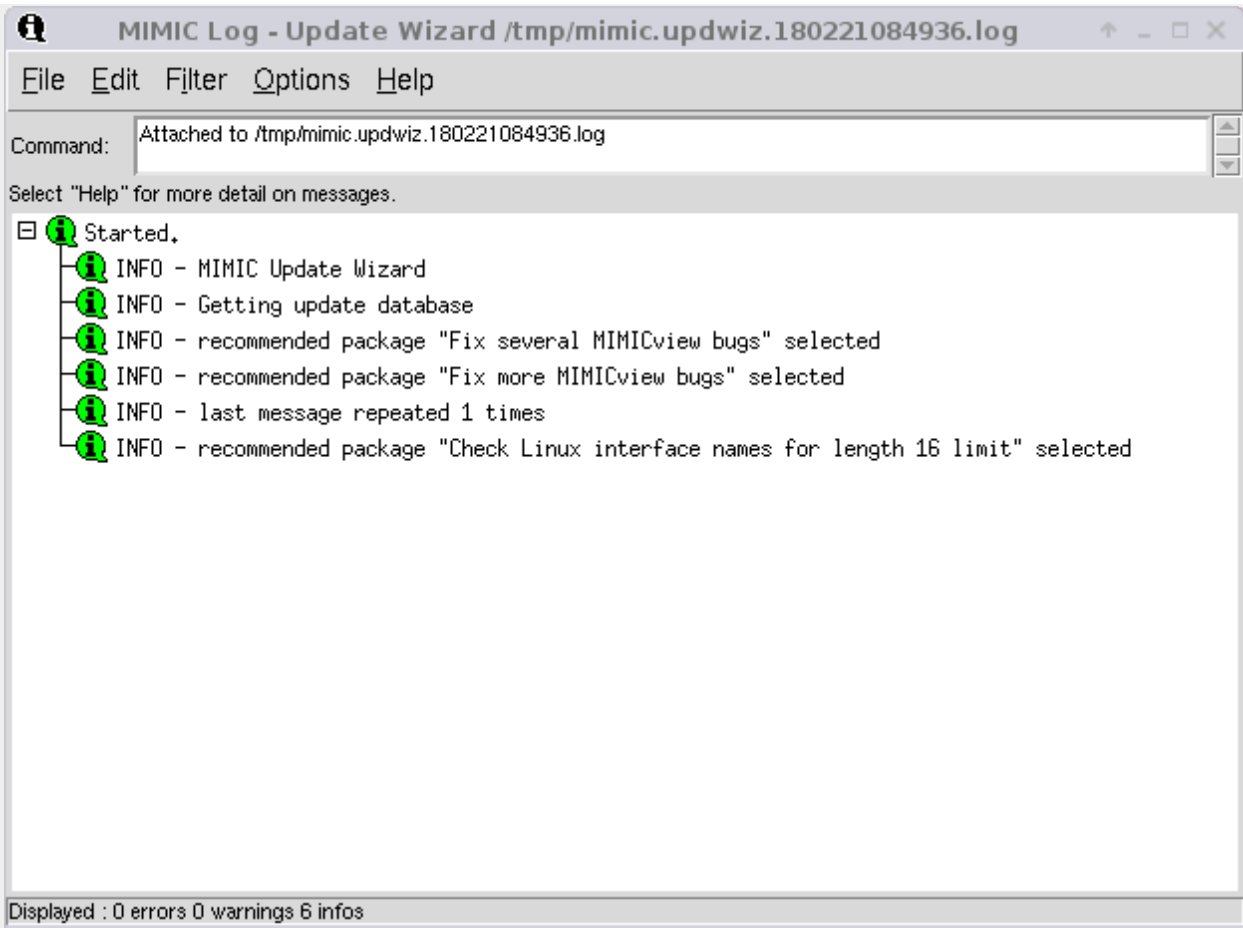 MIMIC Log - Update Wizard /tmp/mimic.updwiz.180221084936.log
File Edit Filter Options Help
Command: Attached to /tmp/mimic.updwiz.180221084936.log
Select "Help" for more detail on messages.
Started.
INFO - MIMIC Update Wizard
INFO - Getting update database
INFO - recommended package "Fix several MIMICview bugs" selected
INFO - recommended package "Fix more MIMICview bugs" selected
INFO - last message repeated 1 times
INFO - recommended package "Check Linux interface names for length 16 limit" selected
Displayed : 0 errors 0 warnings 6 infos